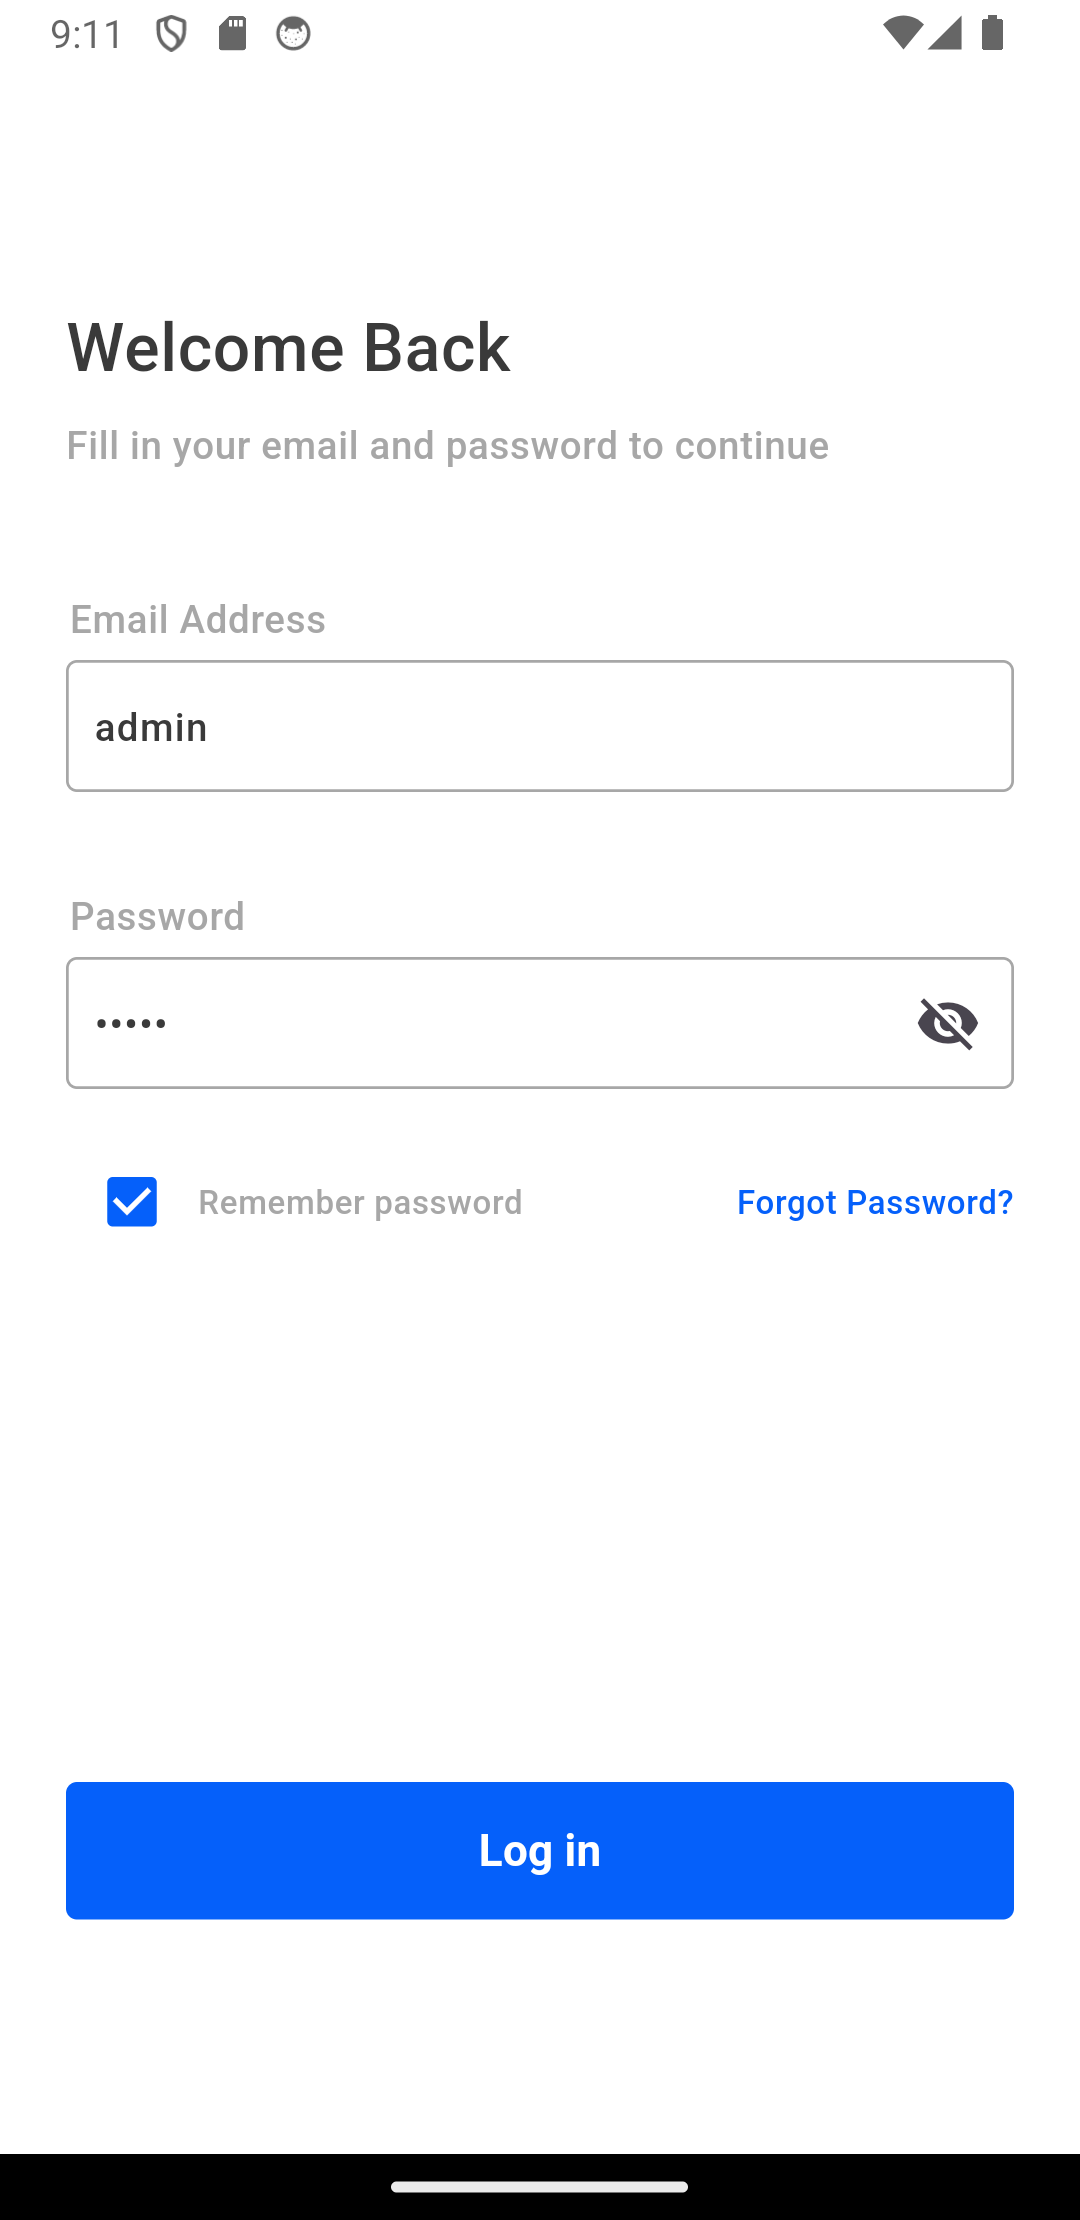 9:11
Welcome Back
Fill in your email and password to continue
Email Address
admin
Password
•••••
Remember password
Forgot Password?
Log in